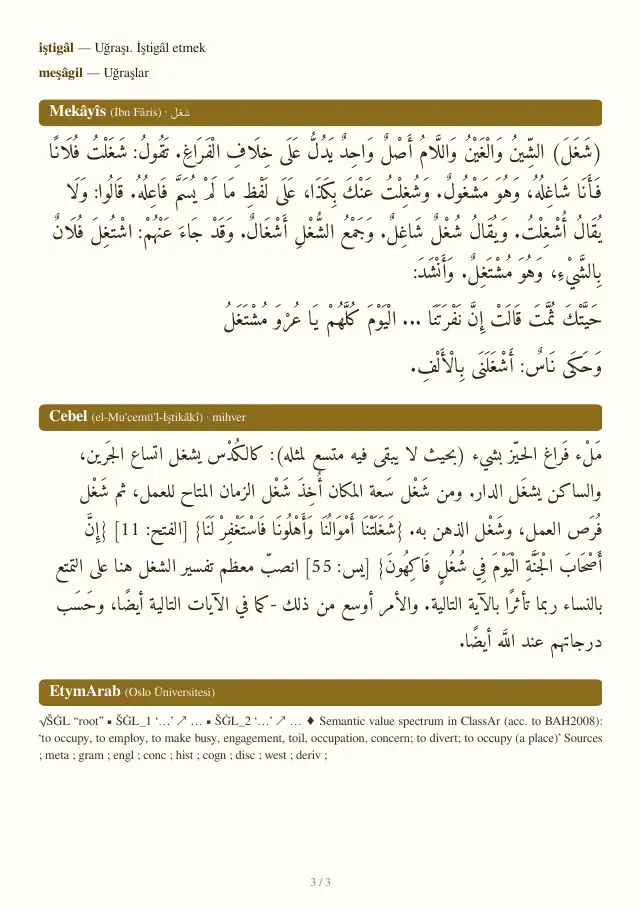 iştigâl — Uğraşı. İştigâl etmek
meşâgil — Uğraşlar
Mekâyîs (İbn Fâris) · شغل
(شَغَلَ) الشِّينُ وَالْغَيْنُ وَاللَّامُ أَصْلٌ وَاحِدٌ يَدُلُّ عَلَى خِلَافِ الْفَرَاغِ. تَقُولُ: شَغَلْتُ فُلَانًا
فَأَنَا شَاغِلُهُ، وَهُوَ مَشْغُولٌ. وَشُغِلْتُ عَنْكَ بِكَذَا، عَلَى لَفْظِ مَا لَمْ يُسَمَّ فَاعِلُهُ. قَالُوا: وَلَا
يُقَالُ أُشْغِلْتُ. وَيُقَالُ شُغْلٌ شَاغِلٌ. وَجَمْعُ الشُّغْلِ أَشْغَالٌ. وَقَدْ جَاءَ عَنْهُمْ: اشْتُغِلَ فُلَانٌ
بِالشَّيْءِ، وَهُوَ مُشْتَغِلٌ. وَأَنْشَدَ:
حَيَّتْكَ ثُمَّتَ قَالَتْ إِنَّ نَفْرَتَنَا ... الْيَوْمَ كُلَّهُمْ يَا عُرْوَ مُشْتَغَلُ
وَحَكَى نَاسٌ: أَشْغَلَنَى بِالْأَلْفِ.
Cebel (el-Mu'cemü'l-İştikâkî) · mihver
مَلْء فَراغ الحيّز بشيء (بحيث لا يبقى فيه متسع لمثله): كالكُدْس يشغل اتساع الجَرين،
والساكن يشغَل الدار. ومن شَغْل سَعة المكان أُخِذَ شَغْل الزمان المتاح للعمل، ثم شَغْل
فُرَص العمل، وشَغْل الذهن به. {شَغَلَتْنَا أَمْوَالُنَا وَأَهْلُونَا فَاسْتَغْفِرْ لَنَا} [الفتح: 11] {إِنَّ
أَصْحَابَ الْجَنَّةِ الْيَوْمَ فِي شُغُلٍ فَاكِهُونَ} [يس: 55] انصبّ معظم تفسير الشغل هنا على التمتع
بالنساء ربما تأثرًا بالآية التالية. والأمر أوسع من ذلك -كما في الآيات التالية أيضًا، وحَسَب
درجاتهم عند الله أيضًا.
EtymArab (Oslo Üniversitesi)
√ŠĠL “root” ▪ ŠĠL_1 ‘…’ ↗ … ▪ ŠĠL_2 ‘…’ ↗ … ♦ Semantic value spectrum in ClassAr (acc. to BAH2008):
‘to occupy, to employ, to make busy, engagement, toil, occupation, concern; to divert; to occupy (a place)’ Sources
; meta ; gram ; engl ; conc ; hist ; cogn ; disc ; west ; deriv ;
3 / 3